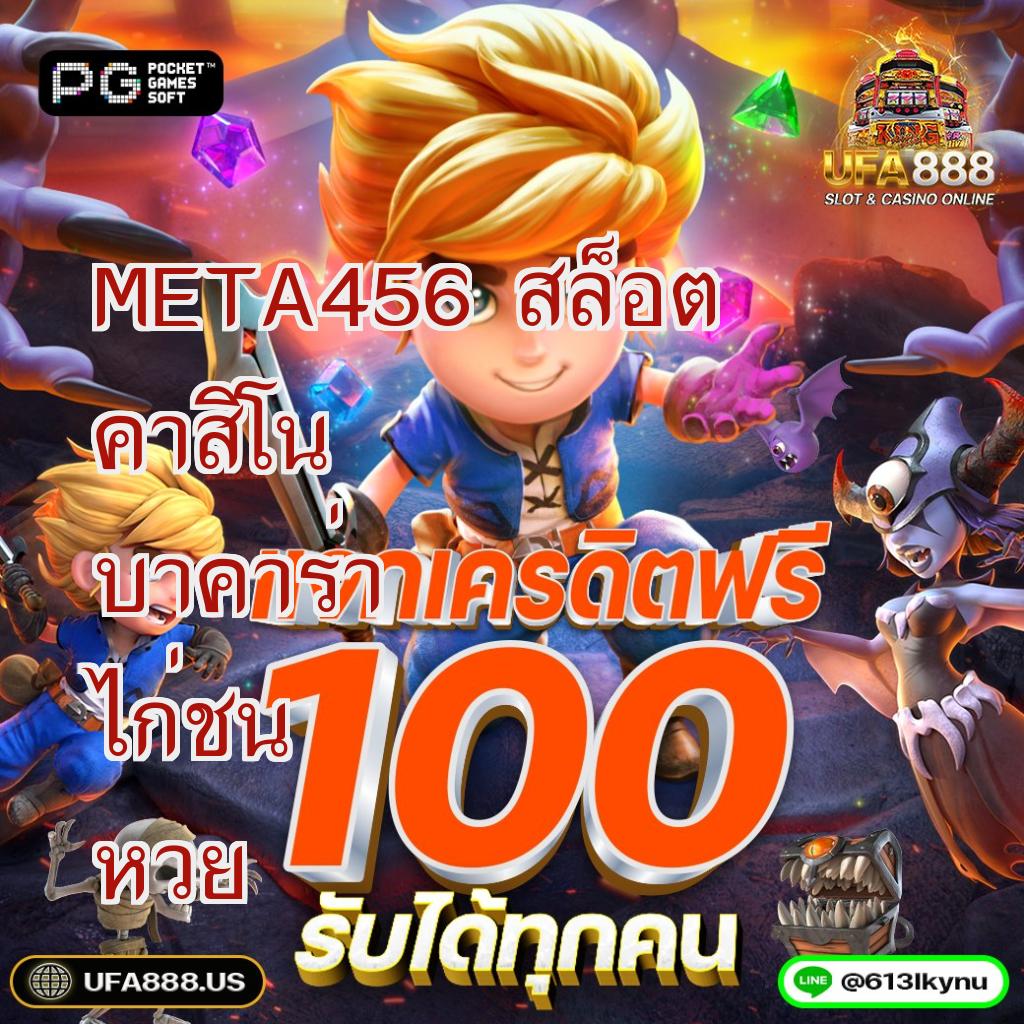 PG POCKET GAMES SOFT™
UFA888
SLOT & CASINO ONLINE
META456 สล็อต
คาสิโน
บาคาร่า
เครดิตฟรี
ไก่ชน
100
หวย
รับได้ทุกคน
UFA888.US
LINE @613lkynu